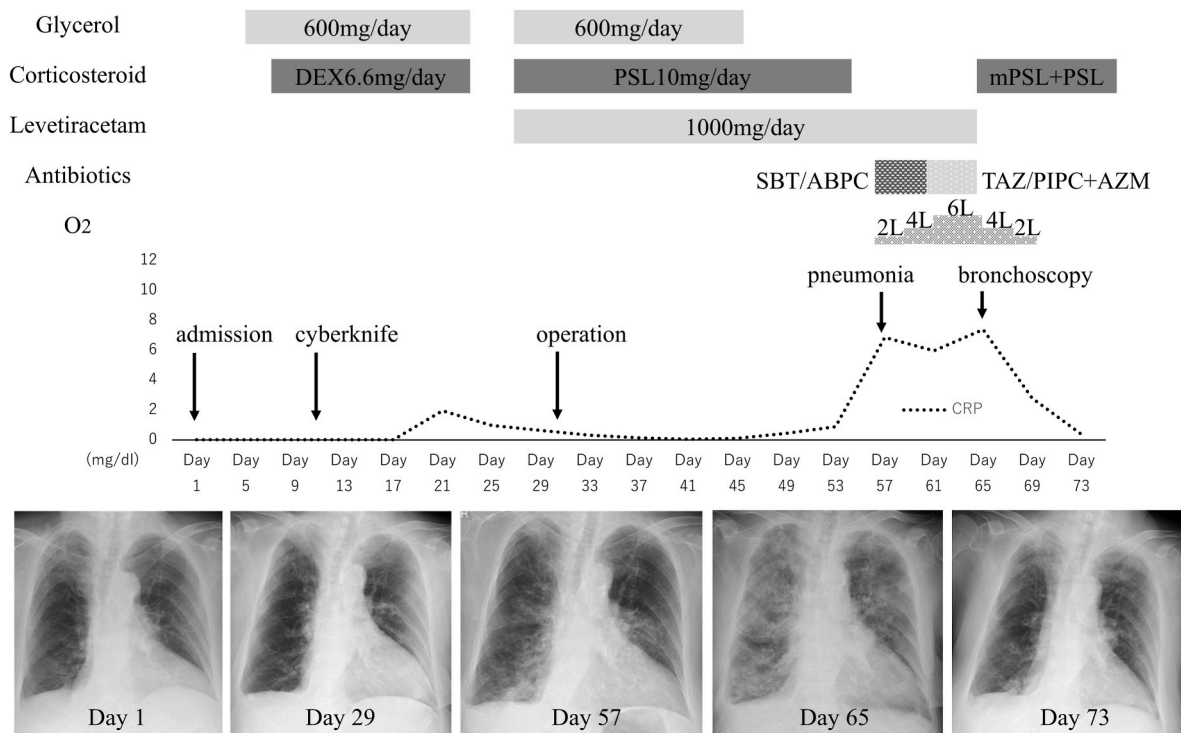 Glycerol 600mg/day 600mg/day
Corticosteroid DEX6.6mg/day PSL10mg/day mPSL+PSL
Levetiracetam 1000mg/day
Antibiotics SBT/ABPC TAZ/PIPC+AZM
O2 2L 4L 6L 4L 2L
12
10
8
6
4
2
0
pneumonia bronchoscopy
admission cyberknife operation
CRP
(mg/dl) Day Day Day Day Day Day Day Day Day Day Day Day Day Day Day Day Day Day Day
1 5 9 13 17 21 25 29 33 37 41 45 49 53 57 61 65 69 73
Day 1 Day 29 Day 57 Day 65 Day 73